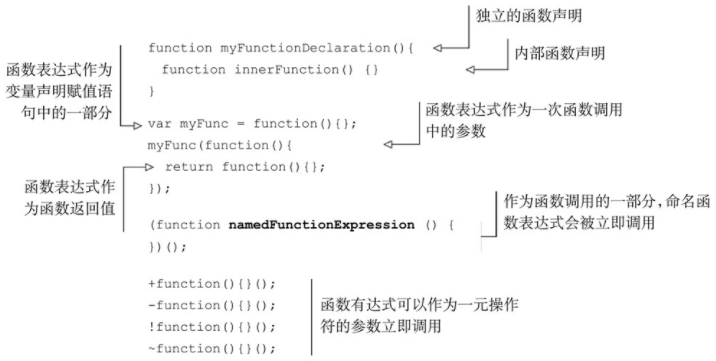 独立的函数声明
function myFunctionDeclaration(){
内部函数声明
function innerFunction() {}
}
函数表达式作为
变量声明赋值语
句中的一部分
var myFunc = function(){};
函数表达式作为一次函数调用
中的参数
myFunc(function(){
return function(){};
});
函数表达式作
为函数返回值
作为函数调用的一部分,命名函
数表达式会被立即调用
(function namedFunctionExpression () {
})();
+function(){}();
-function(){}();
!function(){}();
~function(){}();
函数有达式可以作为一元操作
符的参数立即调用